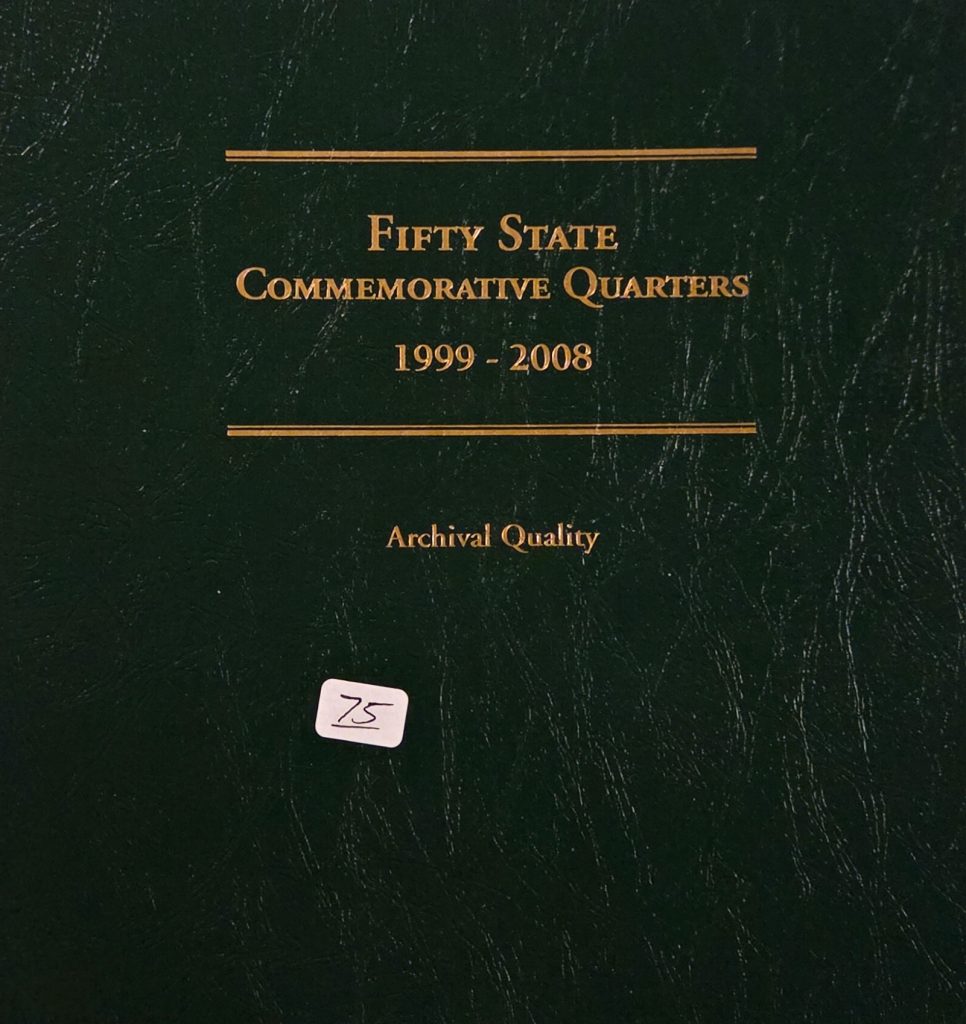 Fifty State
Commemorative Quarters
1999 - 2008
Archival Quality
75